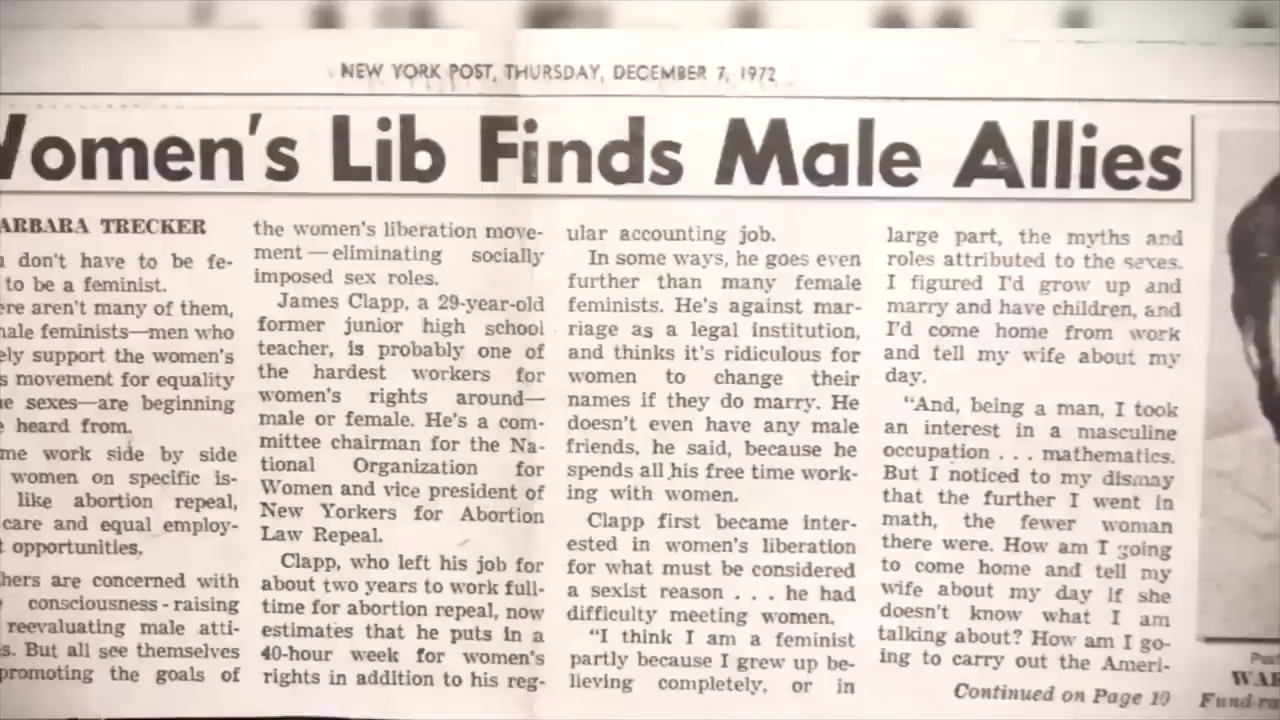 NEW YORK POST, THURSDAY, DECEMBER 7, 1972
Women's Lib Finds Male Allies
ARBARA TRECKER
don't have to be fe-
to be a feminist.
ere aren't many of them,
male feminists—men who
ely support the women's
s movement for equality
e sexes—are beginning
heard from.
me work side by side
women on specific is-
like abortion repeal,
care and equal employ-
t opportunities.
hers are concerned with
consciousness-raising
reevaluating male atti-
s. But all see themselves
promoting the goals of
the women's liberation move-
ment — eliminating socially
imposed sex roles.
James Clapp, a 29-year-old
former junior high school
teacher, is probably one of
the hardest workers for
women's rights around—
male or female. He's a com-
mittee chairman for the Na-
tional Organization for
Women and vice president of
New Yorkers for Abortion
Law Repeal.
Clapp, who left his job for
about two years to work full-
time for abortion repeal, now
estimates that he puts in a
40-hour week for women's
rights in addition to his reg-
ular accounting job.
In some ways, he goes even
further than many female
feminists. He's against mar-
riage as a legal institution,
and thinks it's ridiculous for
women to change their
names if they do marry. He
doesn't even have any male
friends, he said, because he
spends all his free time work-
ing with women.
Clapp first became inter-
ested in women's liberation
for what must be considered
a sexist reason . . . he had
difficulty meeting women.
"I think I am a feminist
partly because I grew up be-
lieving completely, or in
large part, the myths and
roles attributed to the sexes.
I figured I'd grow up and
marry and have children, and
I'd come home from work
and tell my wife about my
day.
"And, being a man, I took
an interest in a masculine
occupation . . . mathematics.
But I noticed to my dismay
that the further I went in
math, the fewer woman
there were. How am I going
to come home and tell my
wife about my day if she
doesn't know what I am
talking about? How am I go-
ing to carry out the Ameri-
Continued on Page 10